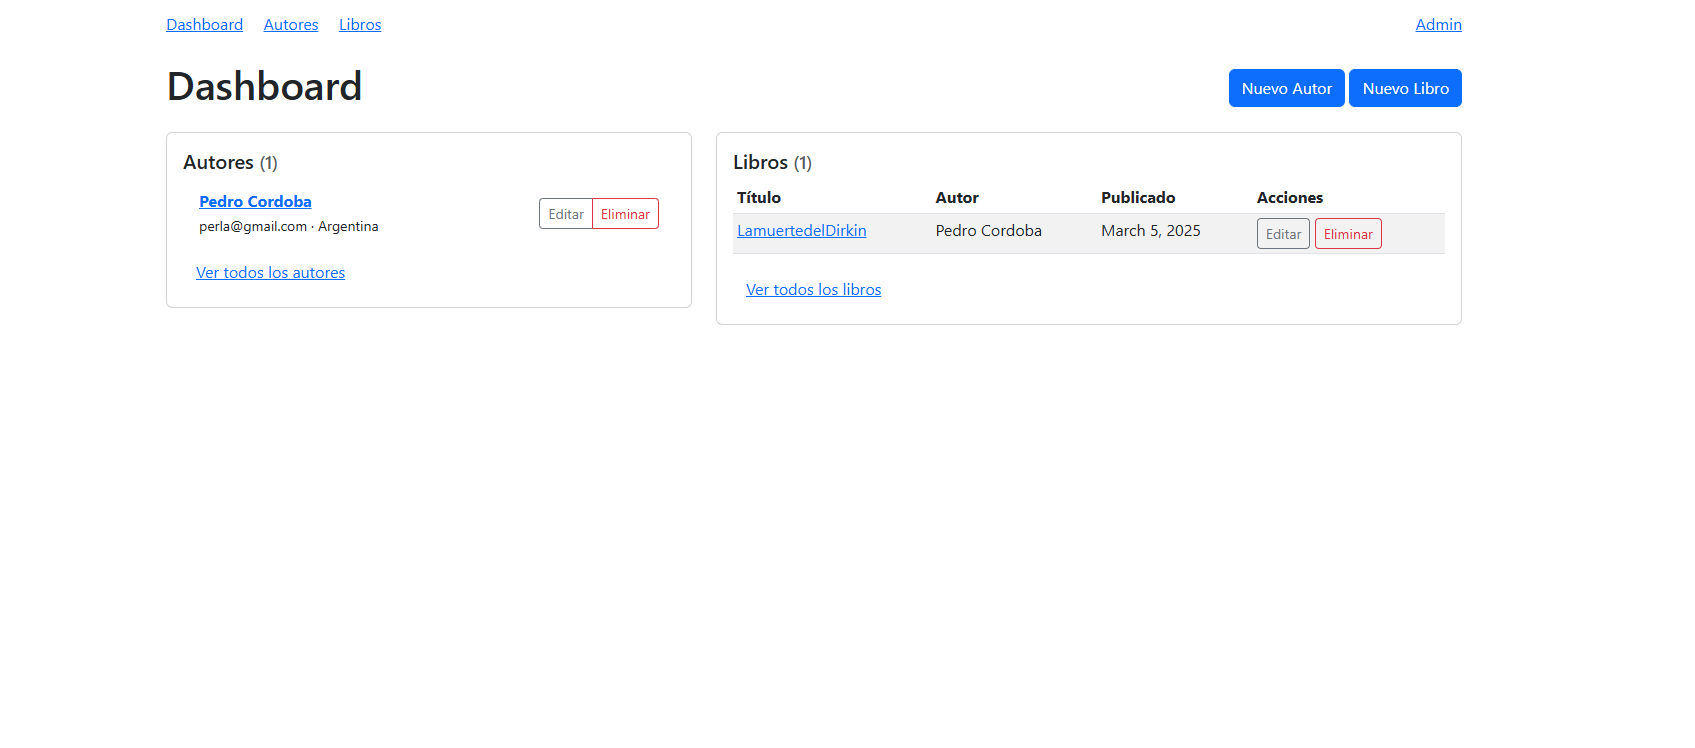 Dashboard Autores Libros Admin
Dashboard
Nuevo Autor Nuevo Libro
Autores (1)
Pedro Cordoba
perla@gmail.com · Argentina
Editar Eliminar
Ver todos los autores
Libros (1)
Título Autor Publicado Acciones
LamuertedelDirkin Pedro Cordoba March 5, 2025 Editar Eliminar
Ver todos los libros